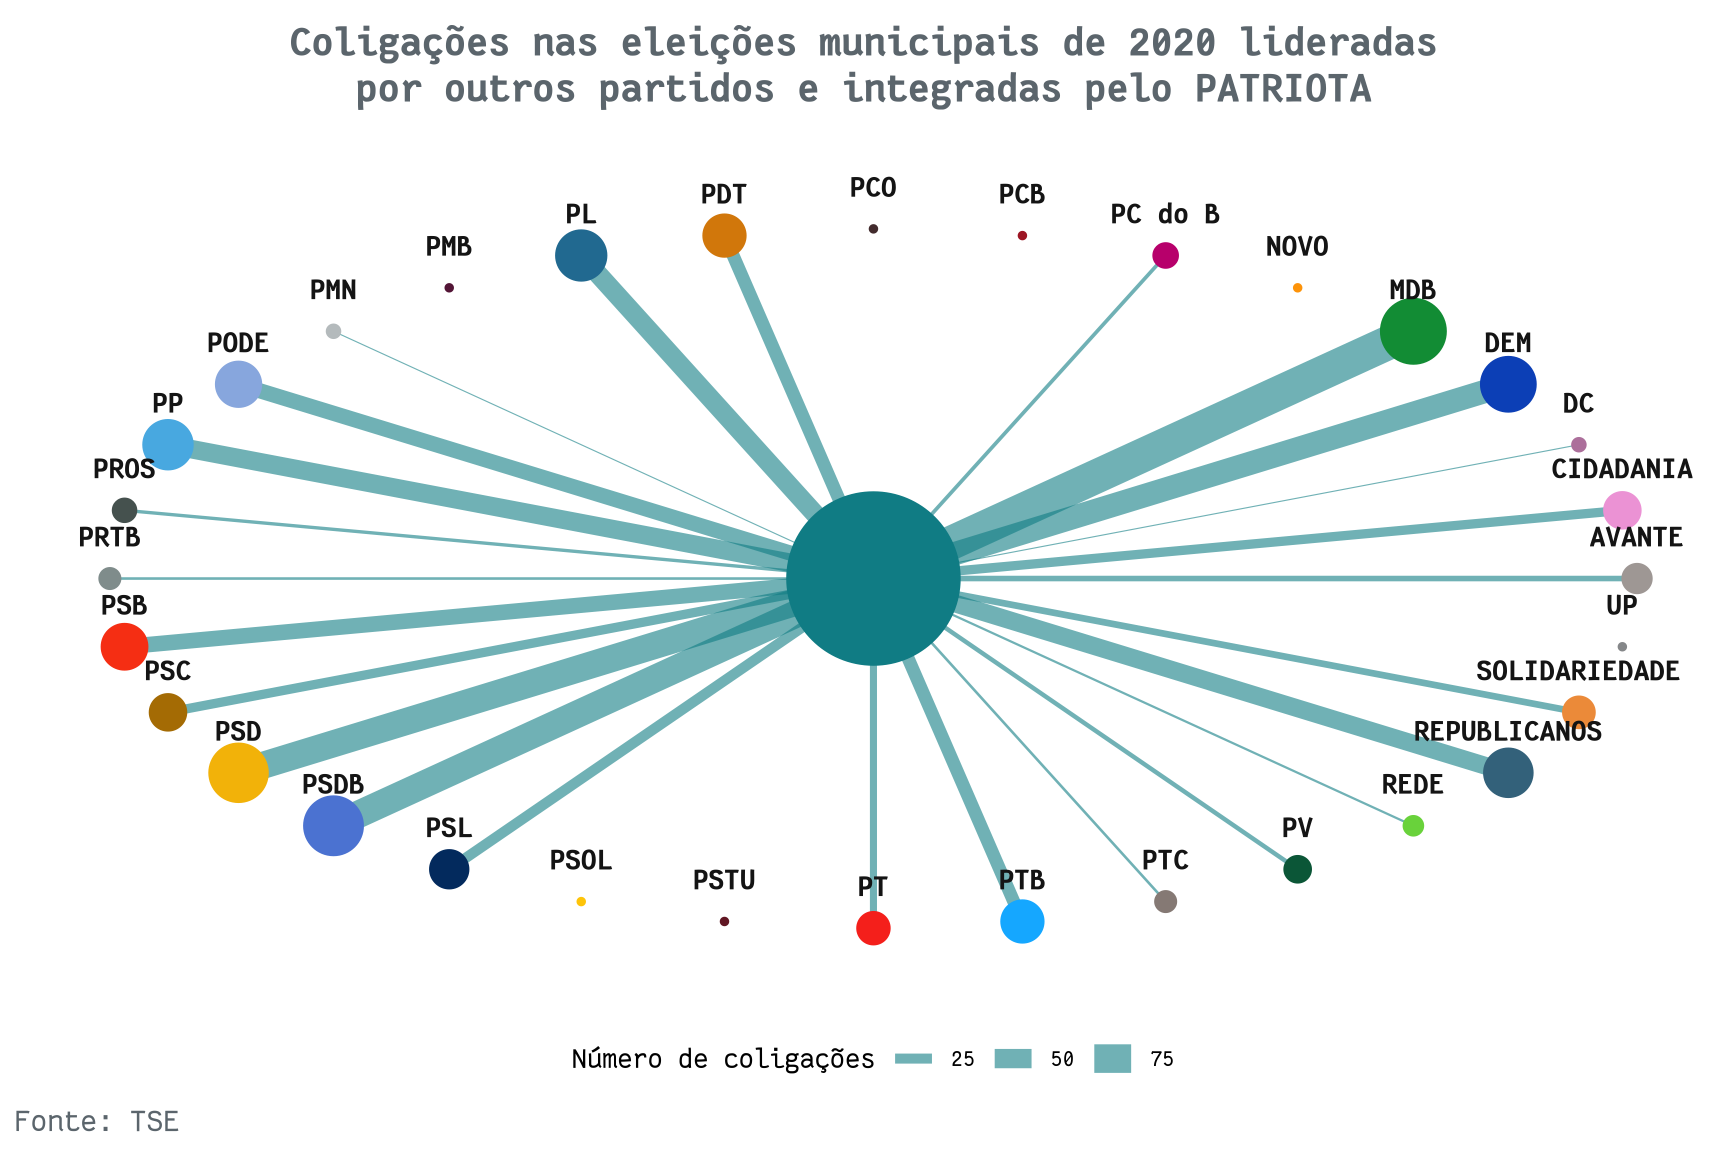 Coligações nas eleições municipais de 2020 lideradas
por outros partidos e integradas pelo PATRIOTA
PCO
PDT
PCB
PL
PC do B
PMB
NOVO
PMN
MDB
PODE
DEM
PP
DC
PROS
CIDADANIA
PRTB
AVANTE
PSB
UP
PSC
SOLIDARIEDADE
PSD
REPUBLICANOS
PSDB
REDE
PSL
PV
PSOL
PTC
PSTU
PT
PTB
Número de coligações 25 50 75
Fonte: TSE